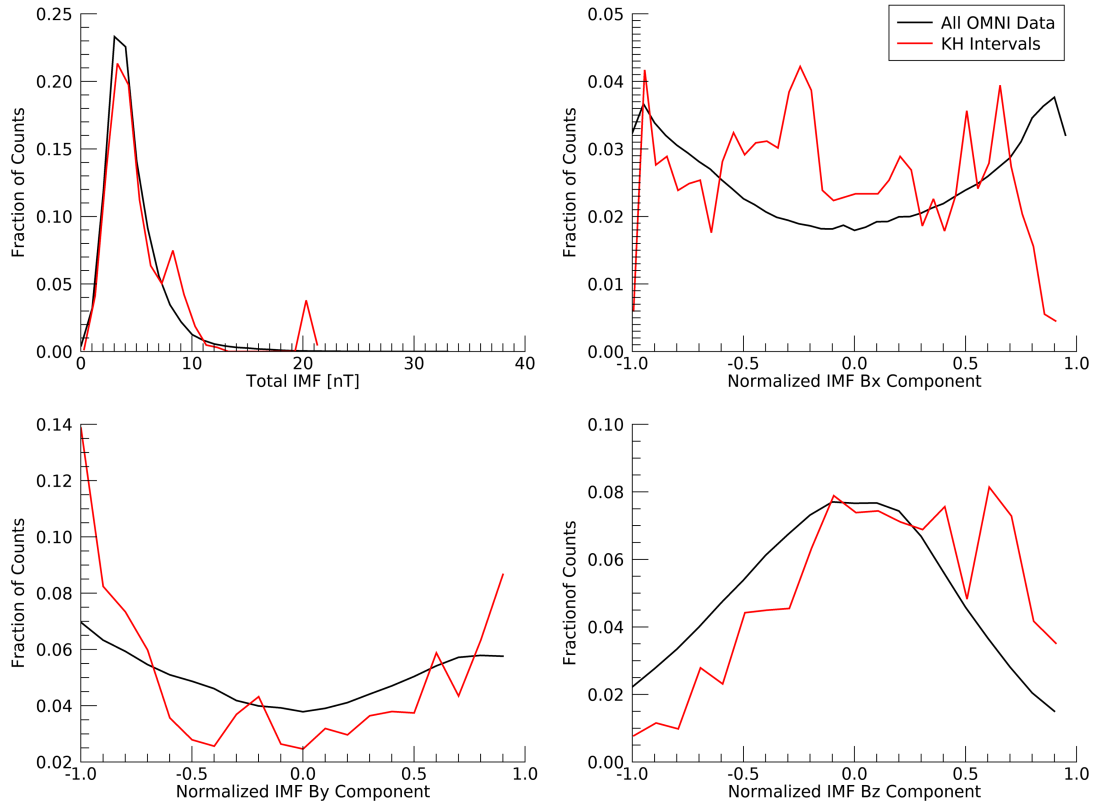 0.25
0.20
0.15
0.10
0.05
0.00
Fraction of Counts
0 10 20 30 40
Total IMF [nT]
0.05
0.04
0.03
0.02
0.01
0.00
Fraction of Counts
All OMNI Data
KH Intervals
-1.0 -0.5 0.0 0.5 1.0
Normalized IMF Bx Component
0.14
0.12
0.10
0.08
0.06
0.04
0.02
Fraction of Counts
-1.0 -0.5 0.0 0.5 1.0
Normalized IMF By Component
0.10
0.08
0.06
0.04
0.02
0.00
Fractionof Counts
-1.0 -0.5 0.0 0.5 1.0
Normalized IMF Bz Component